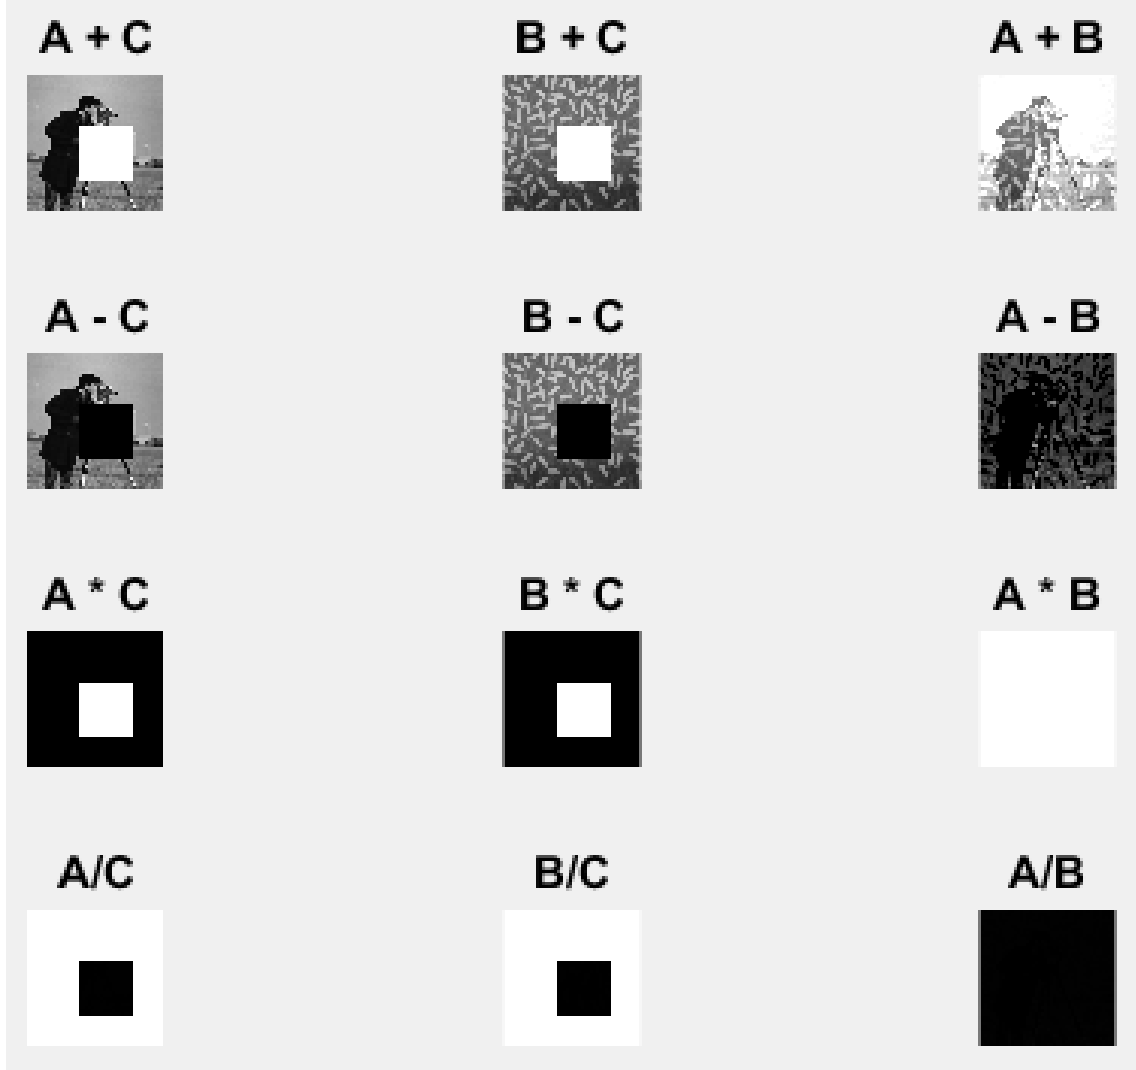 A + C
B + C
A + B
A - C
B - C
A - B
A * C
B * C
A * B
A/C
B/C
A/B